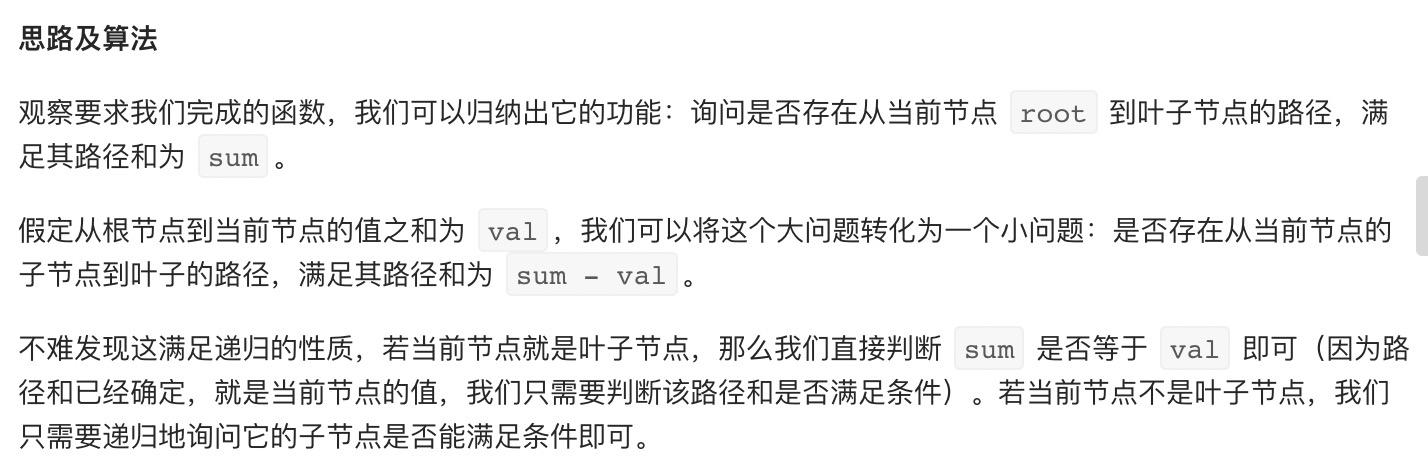 思路及算法
观察要求我们完成的函数，我们可以归纳出它的功能：询问是否存在从当前节点 root 到叶子节点的路径，满
足其路径和为 sum 。
假定从根节点到当前节点的值之和为 val ，我们可以将这个大问题转化为一个小问题：是否存在从当前节点的
子节点到叶子的路径，满足其路径和为 sum - val 。
不难发现这满足递归的性质，若当前节点就是叶子节点，那么我们直接判断 sum 是否等于 val 即可（因为路
径和已经确定，就是当前节点的值，我们只需要判断该路径和是否满足条件）。若当前节点不是叶子节点，我们
只需要递归地询问它的子节点是否能满足条件即可。